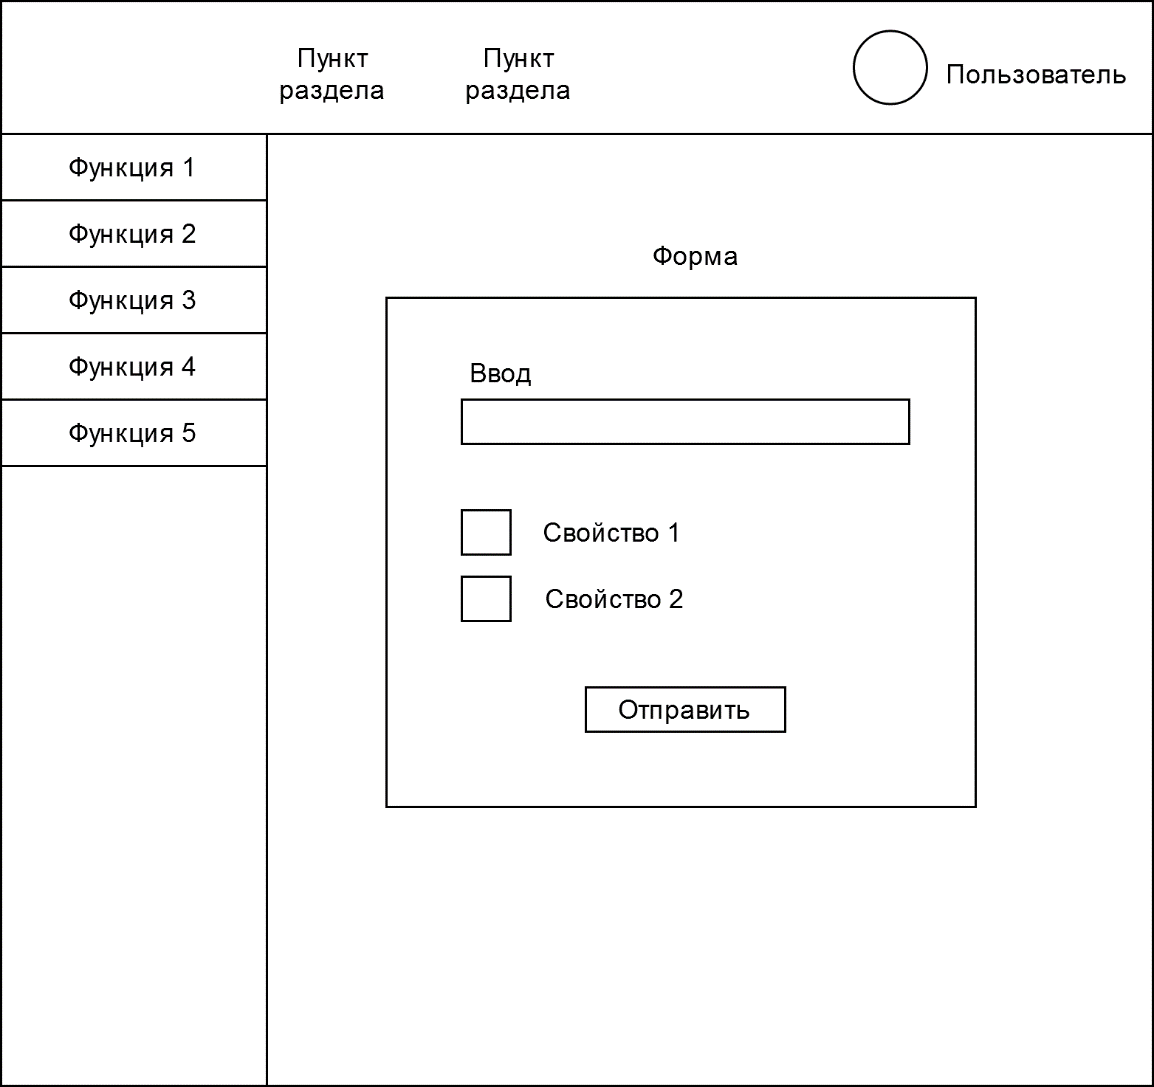 Пункт
раздела
Пункт
раздела
Пользователь
Функция 1
Функция 2
Функция 3
Функция 4
Функция 5
Форма
Ввод
Свойство 1
Свойство 2
Отправить